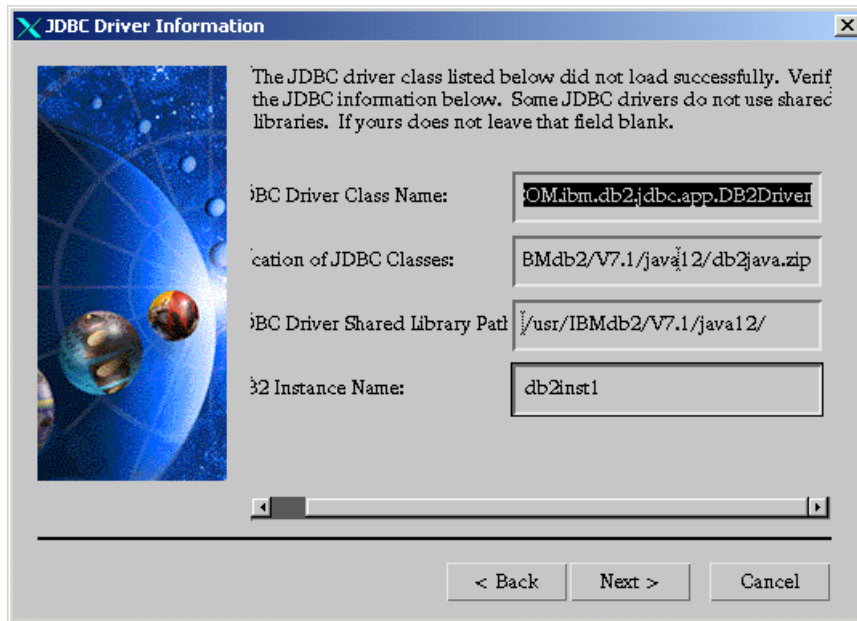 JDBC Driver Information
The JDBC driver class listed below did not load successfully. Verif
the JDBC information below. Some JDBC drivers do not use shared
libraries. If yours does not leave that field blank.
BC Driver Class Name:
OM.ibm.db2.jdbc.app.DB2Driver
cation of JDBC Classes:
BMdb2/V7.1/java12/db2java.zip
BC Driver Shared Library Path
/usr/IBMdb2/V7.1/java12/
B2 Instance Name:
db2inst1
< Back
Next >
Cancel